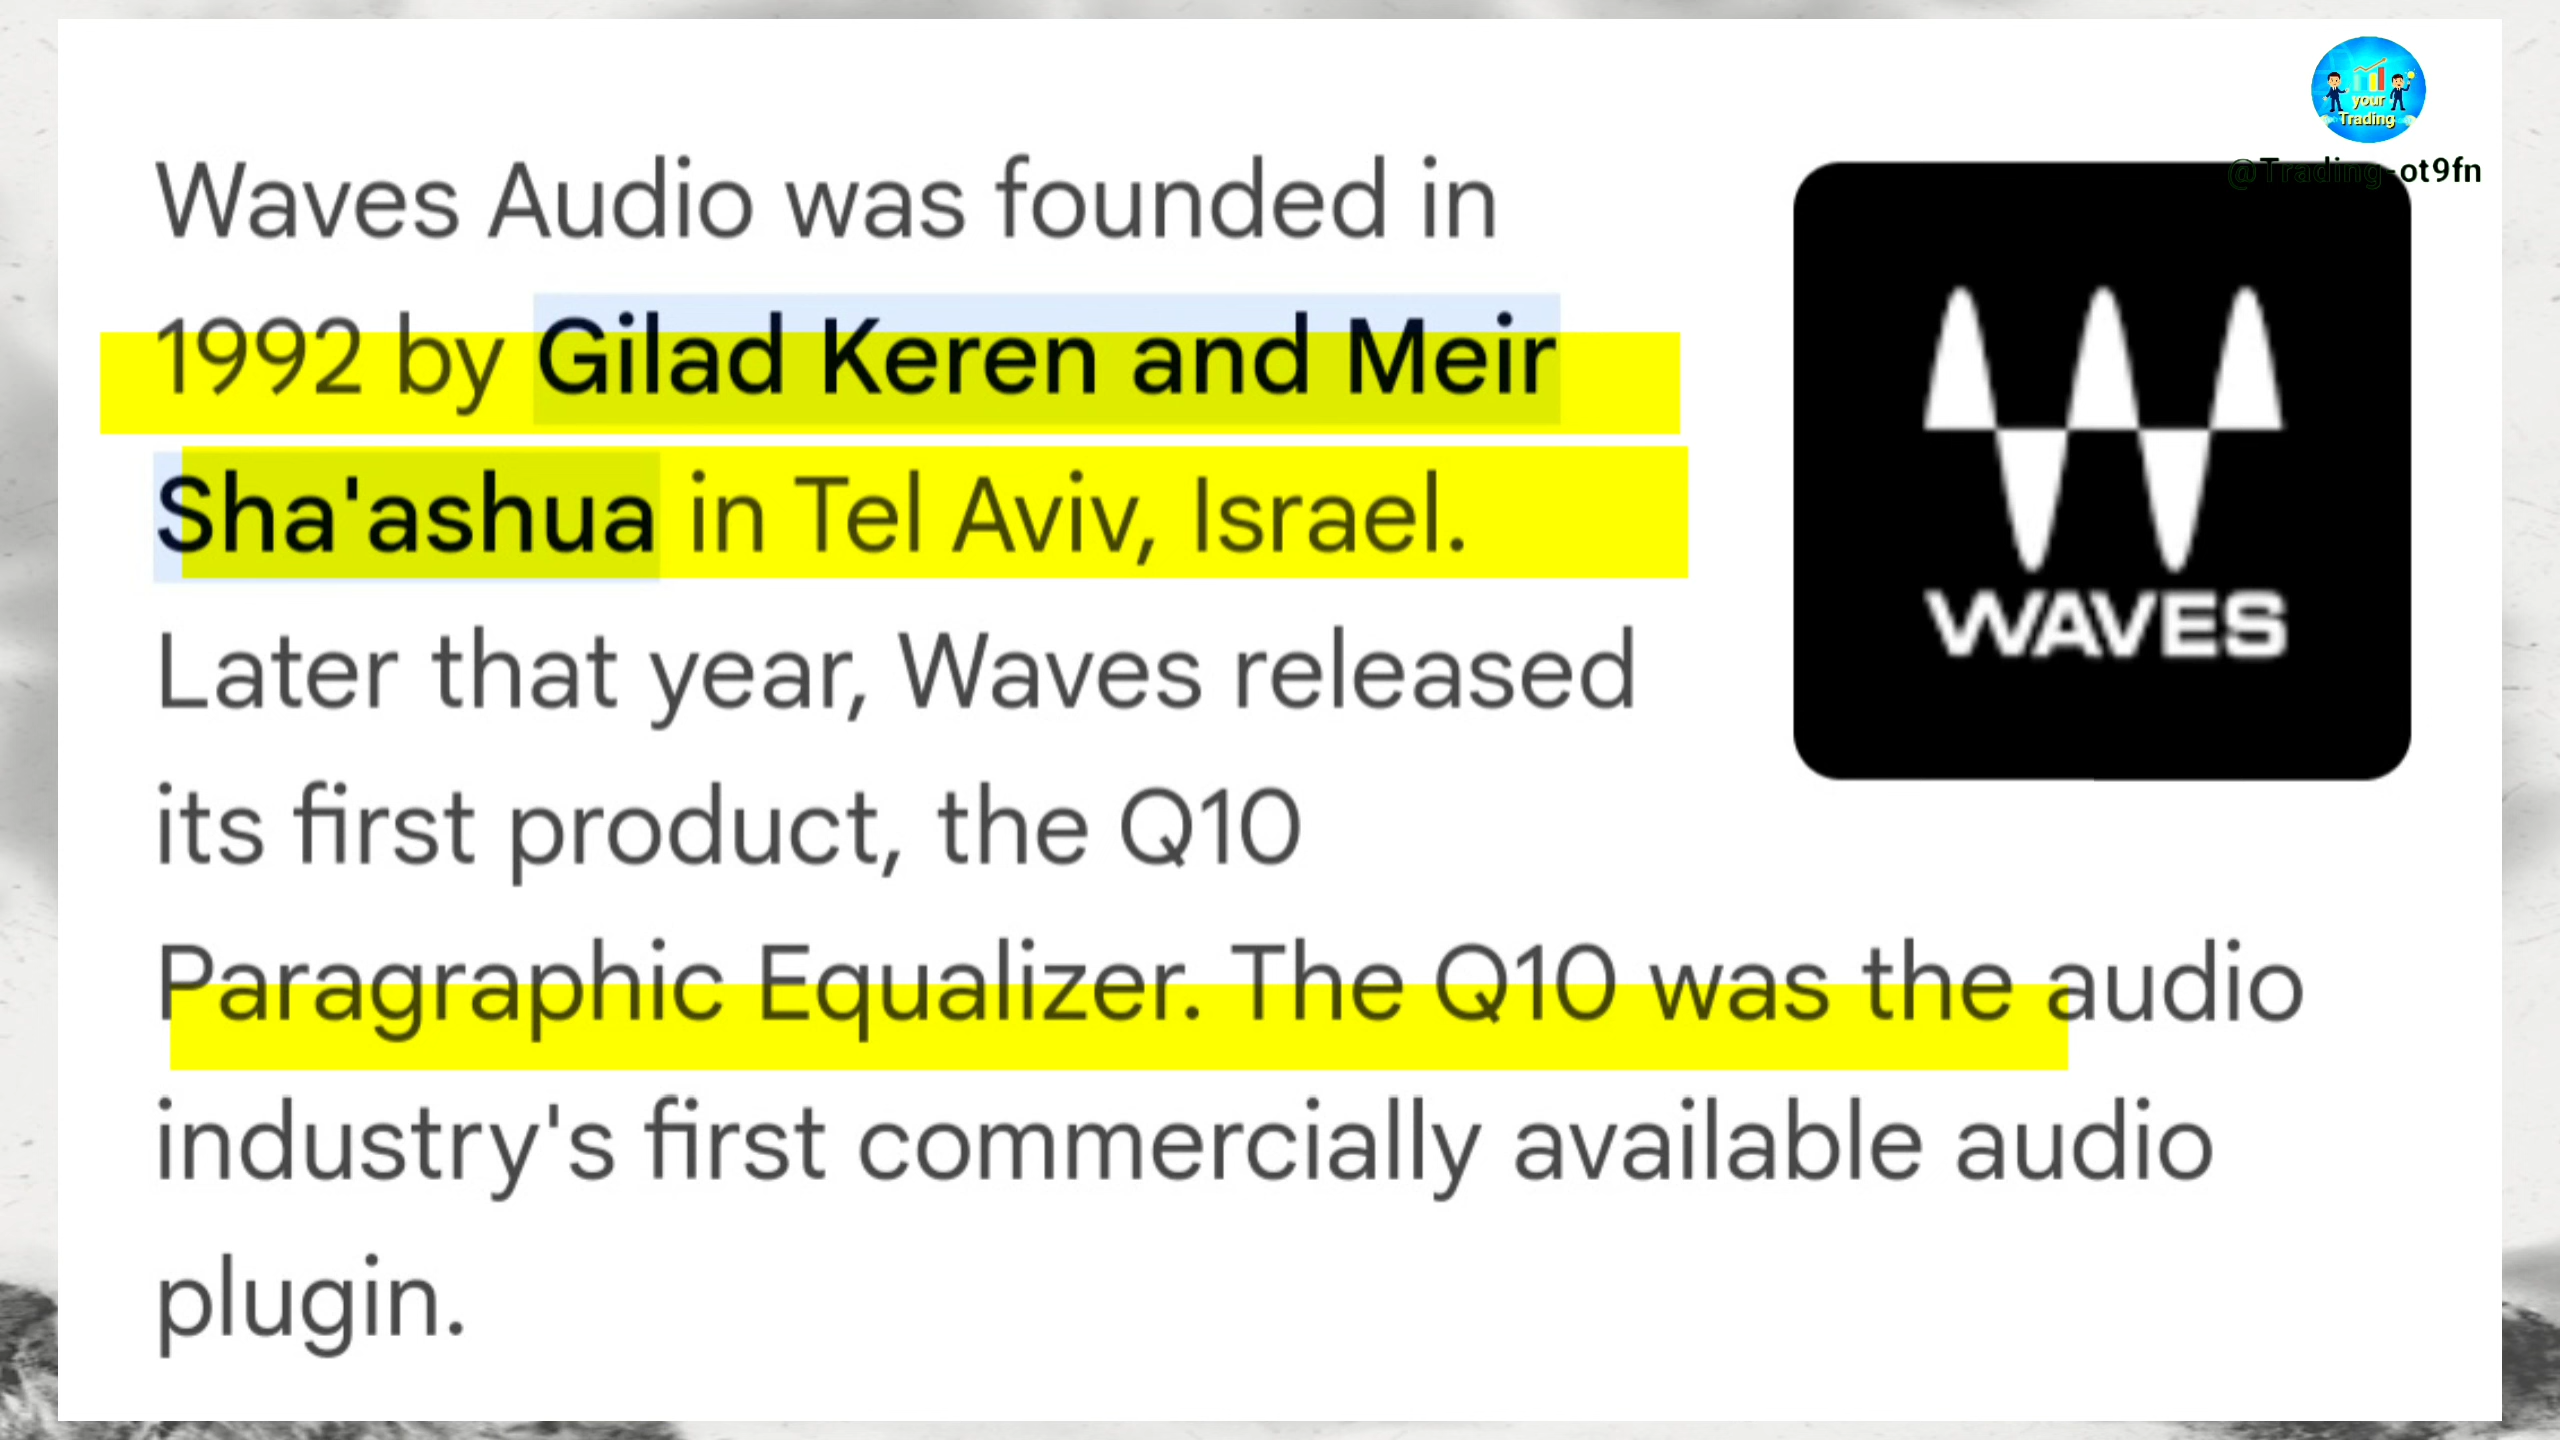 your
Trading
@Trading-ot9fn
Waves Audio was founded in
1992 by Gilad Keren and Meir
Sha'ashua in Tel Aviv, Israel.
Later that year, Waves released
its first product, the Q10
Paragraphic Equalizer. The Q10 was the audio
industry's first commercially available audio
plugin.
WAVES